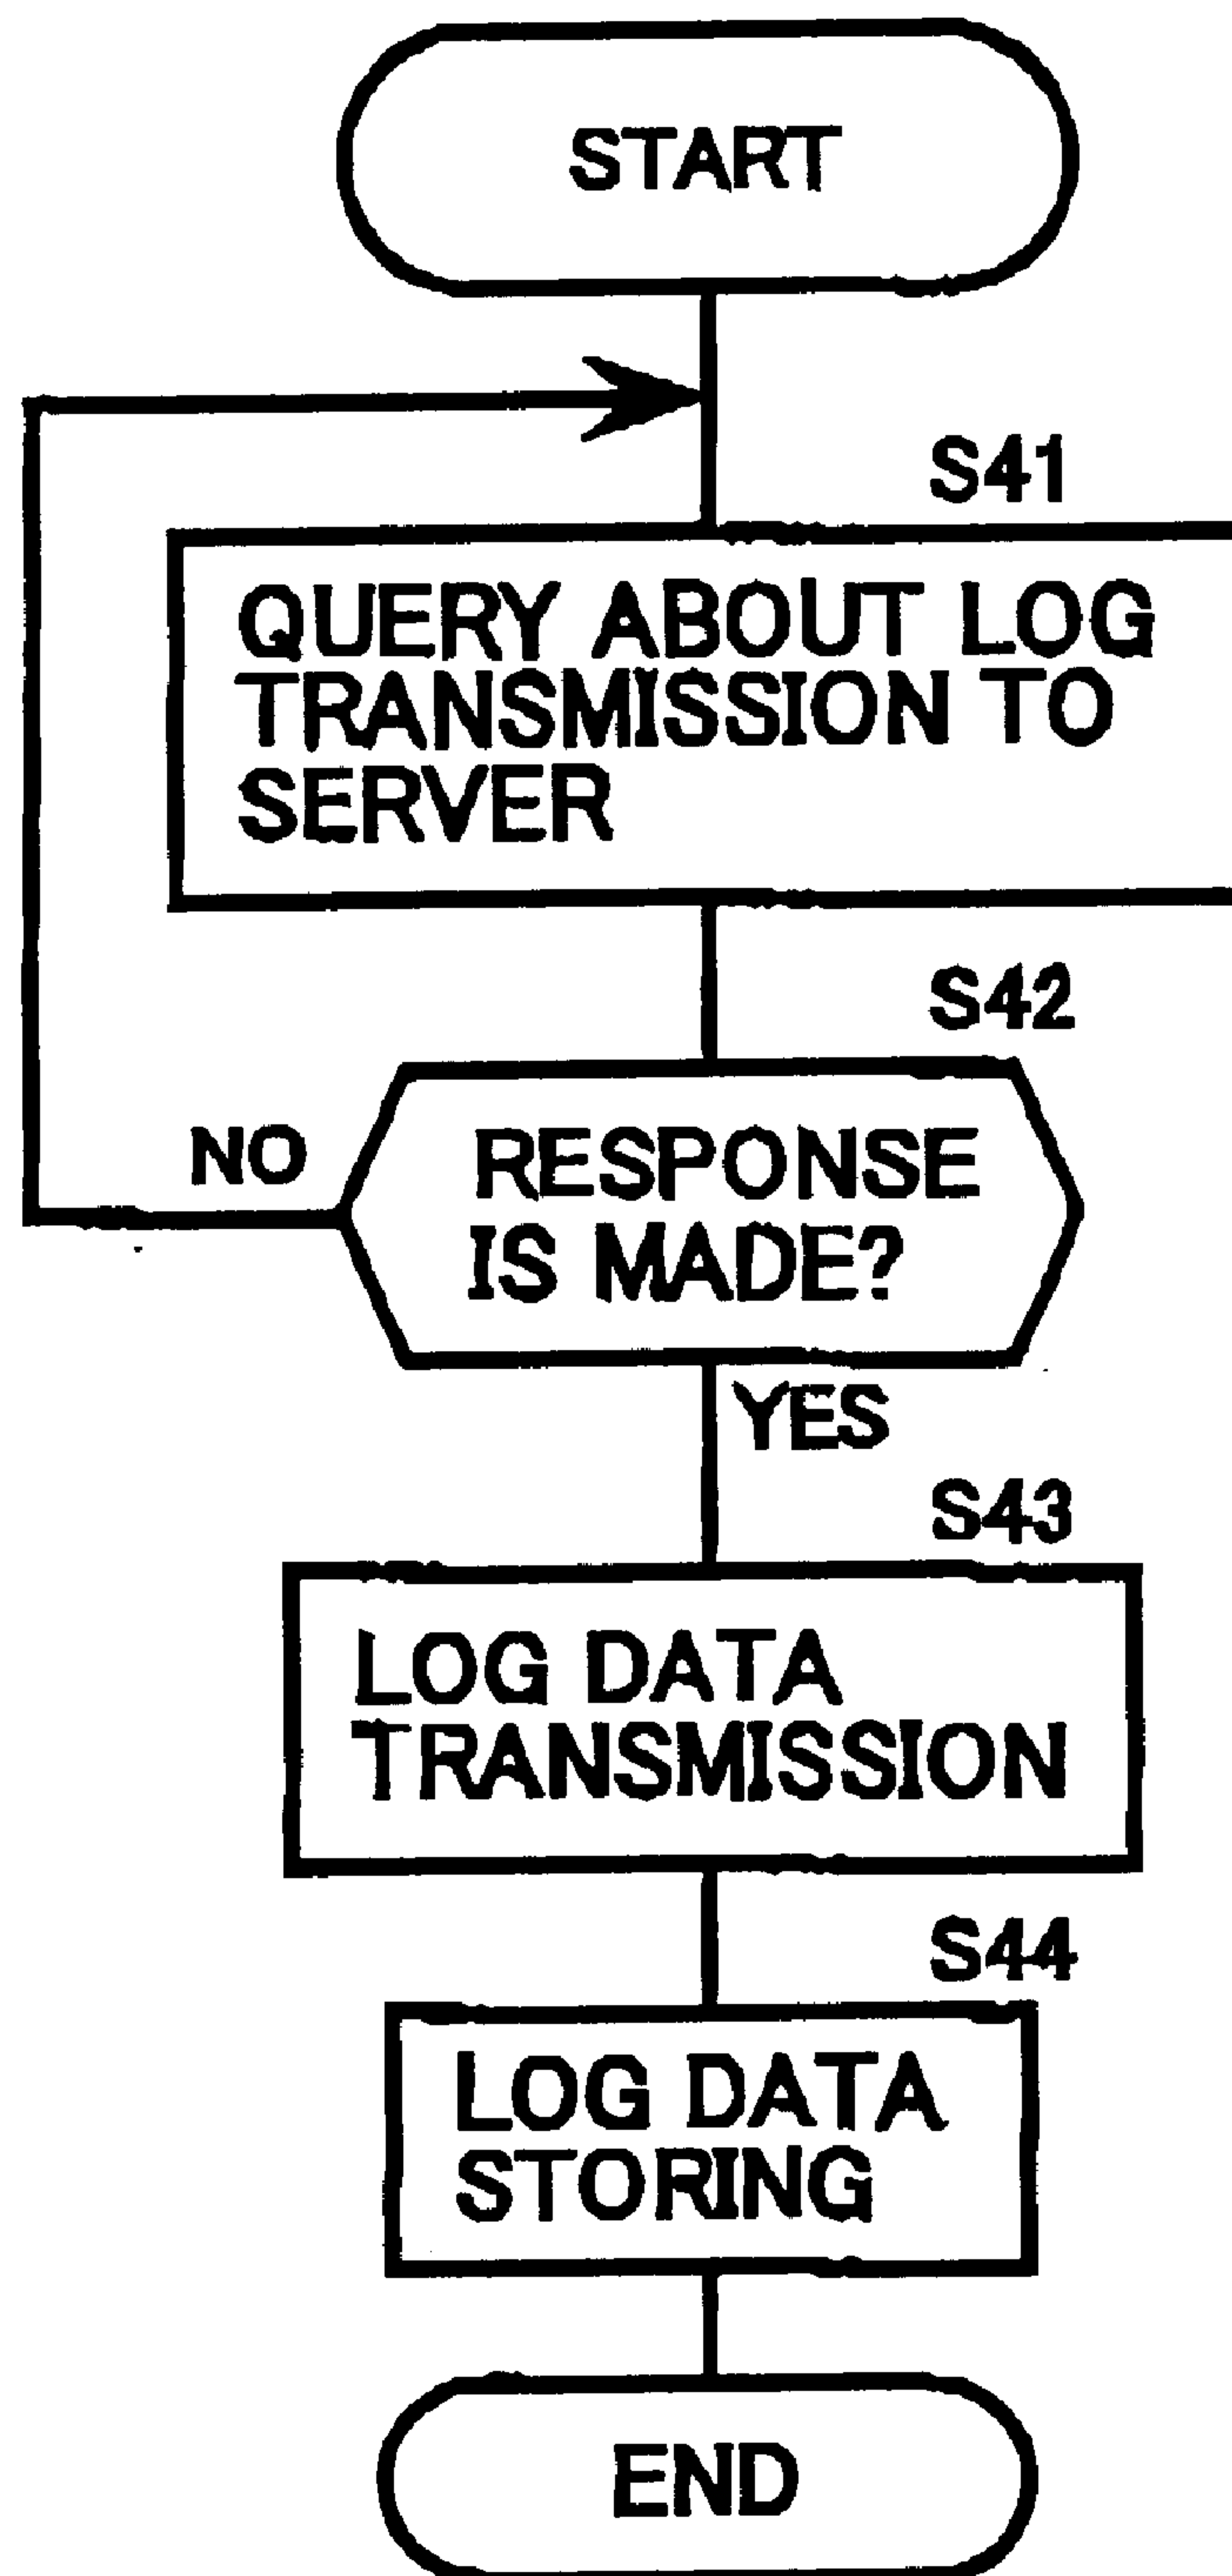 START
S41
QUERY ABOUT LOG
TRANSMISSION TO
SERVER
S42
NO
RESPONSE
IS MADE?
YES
S43
LOG DATA
TRANSMISSION
S44
LOG DATA
STORING
END